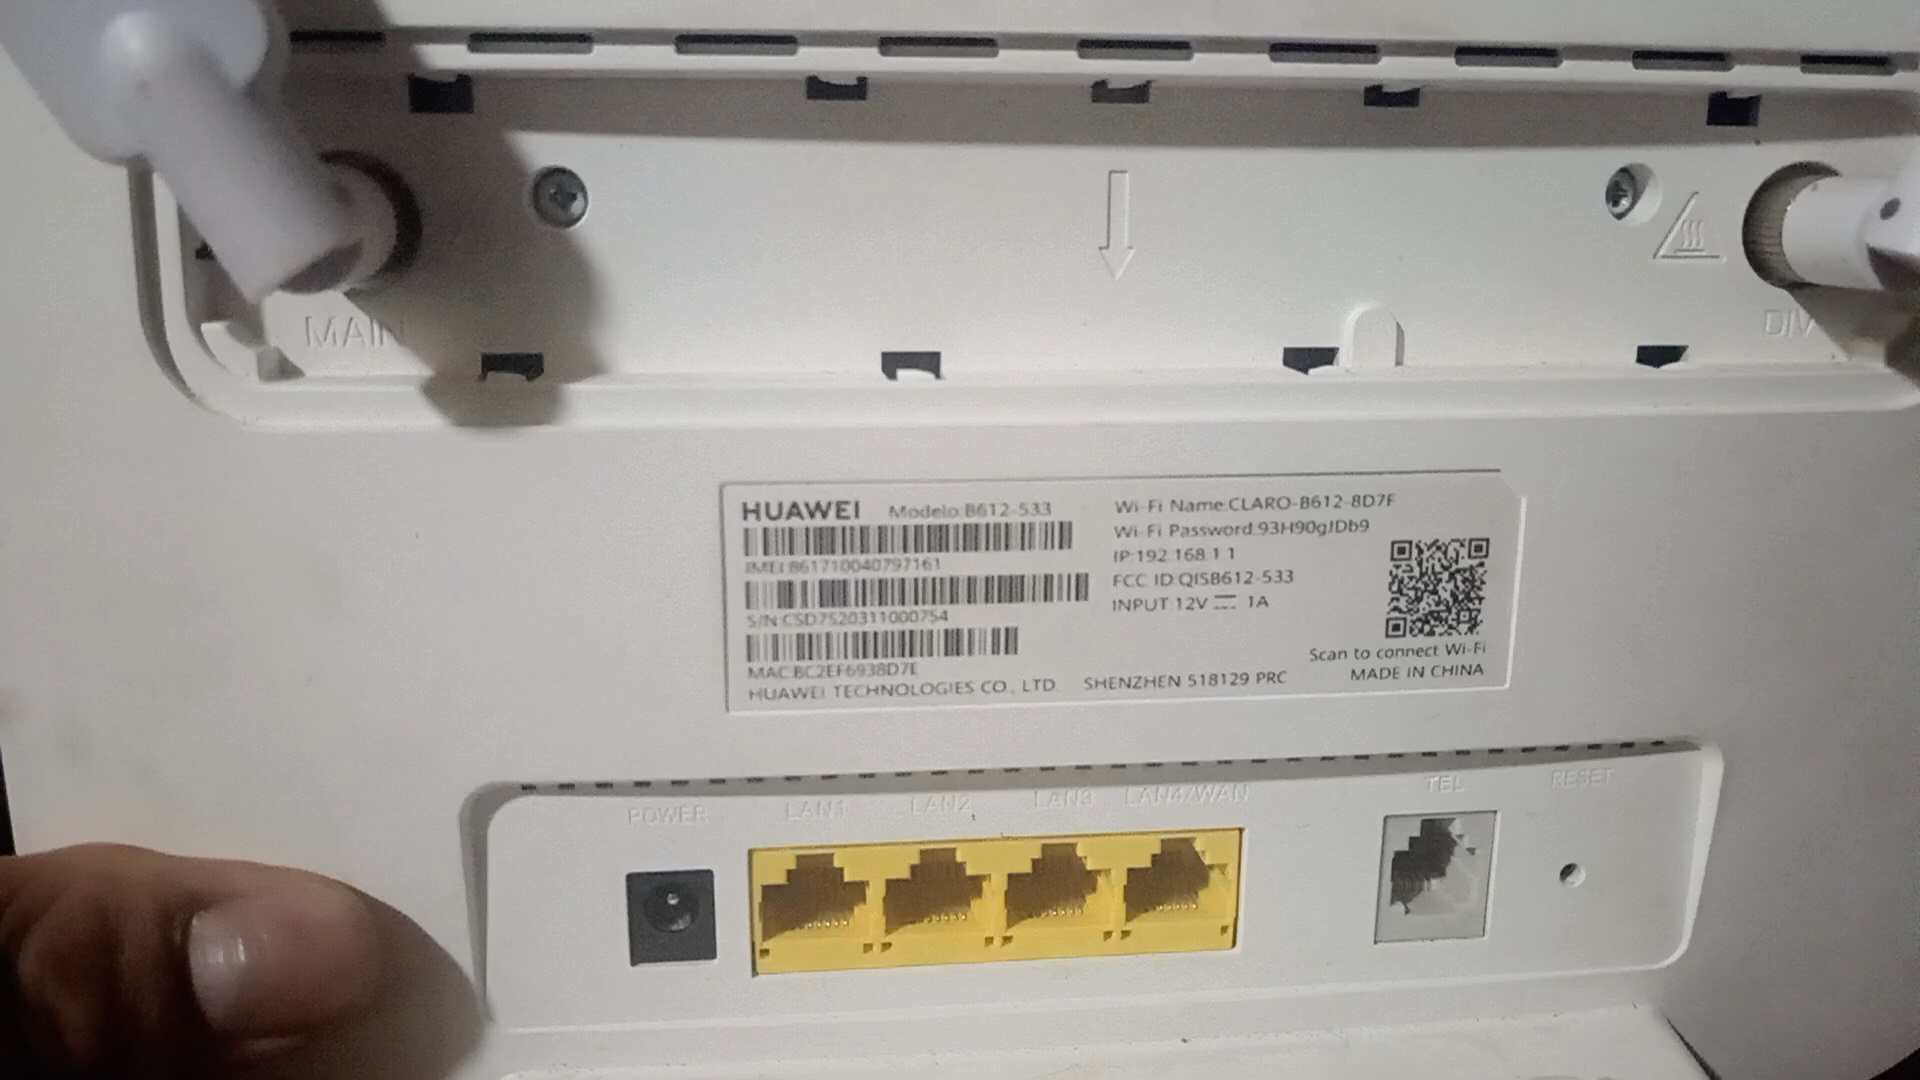 MAIN
DIV
HUAWEI Modelo:B612-533
IMEI:861710040797161
S/N:CSD7S20311000754
MAC:BC2EF6938D7E
HUAWEI TECHNOLOGIES CO., LTD. SHENZHEN 518129 PRC
Wi-Fi Name:CLARO-B612-8D7F
Wi-Fi Password:93H90gJDb9
IP:192.168.1.1
FCC ID:QISB612-533
INPUT:12V 1A
Scan to connect Wi-Fi
MADE IN CHINA
POWER LAN1 LAN2 LAN3 LAN4/WAN TEL RESET